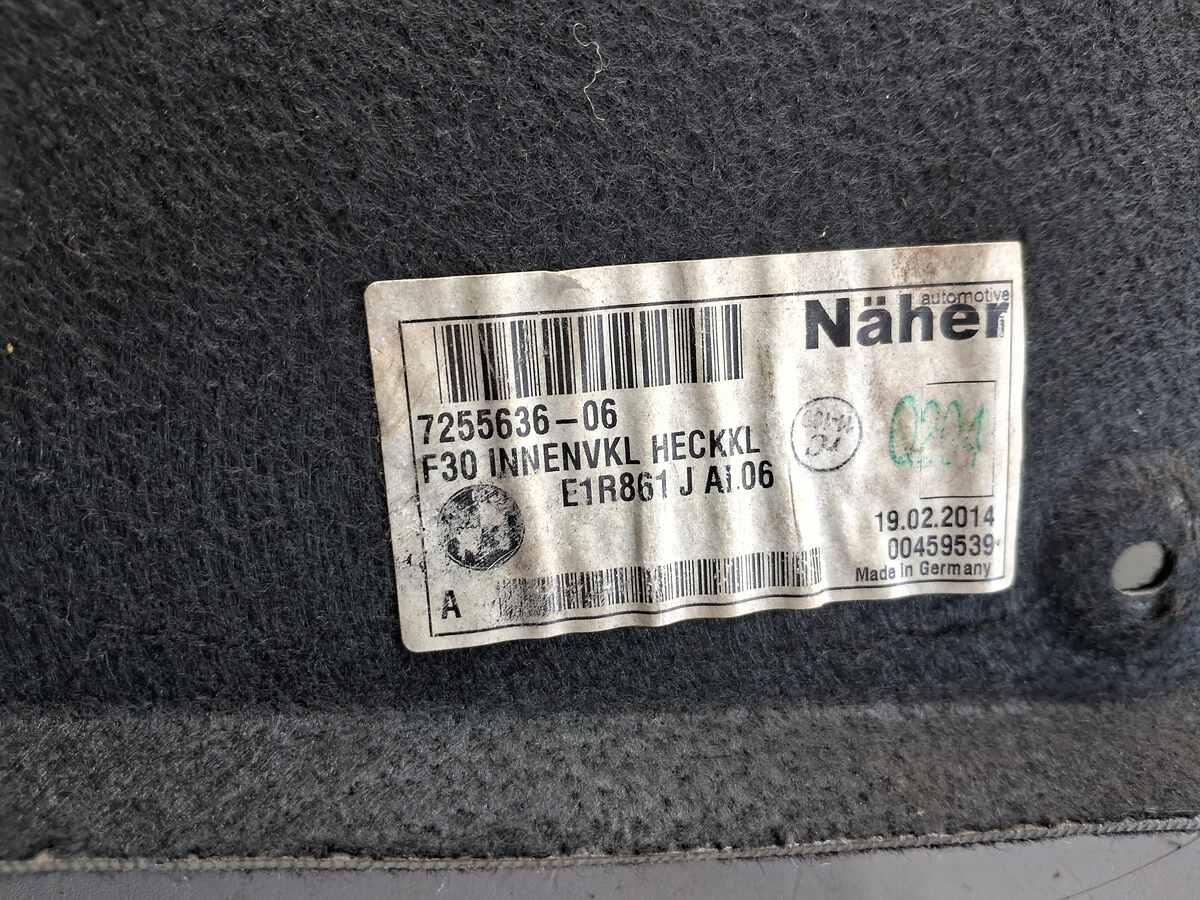 automotive
Näher
7255636-06
F30 INNENVKL HECKKL
E1R861 J AI.06
19.02.2014
00459539
Made in Germany
A